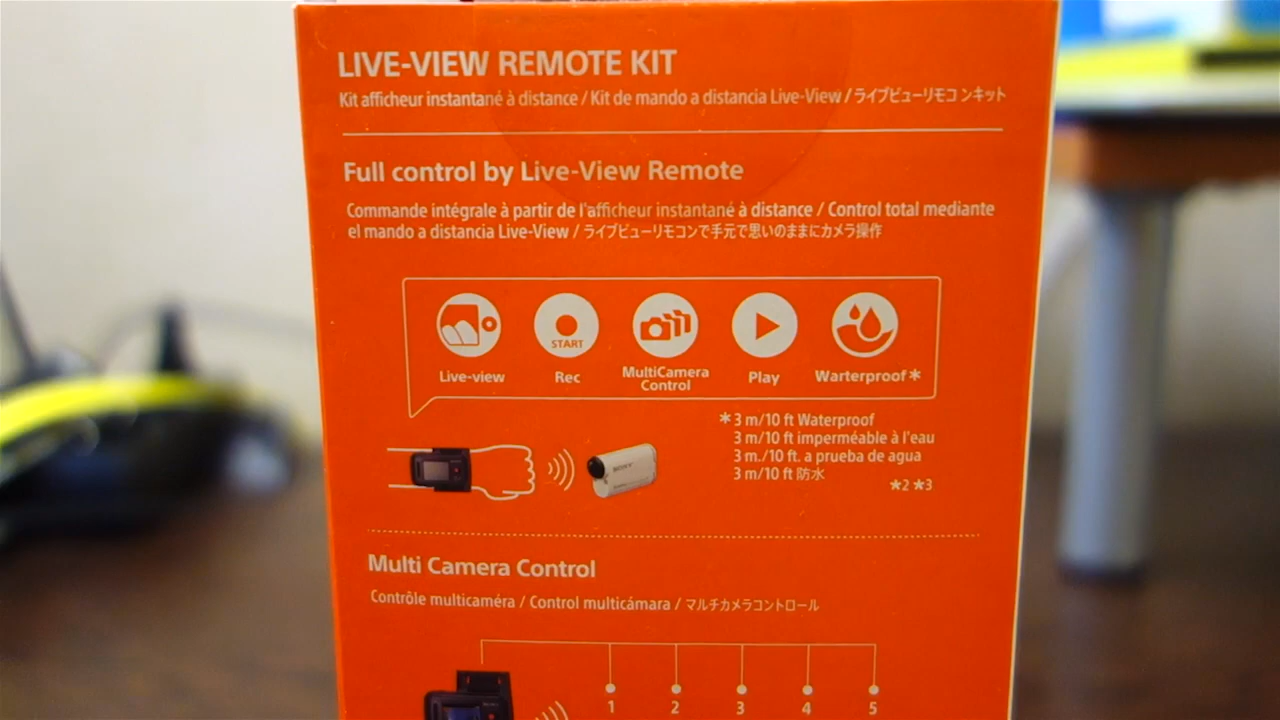 LIVE-VIEW REMOTE KIT
Kit afficheur instantané à distance / Kit de mando a distancia Live-View / ライブビューリモコンキット
Full control by Live-View Remote
Commande intégrale à partir de l'afficheur instantané à distance / Control total mediante
el mando a distancia Live-View / ライブビューリモコンで手元で思いのままにカメラ操作
START
Live-view Rec MultiCamera Control Play Warterproof*
*3 m/10 ft Waterproof
3 m/10 ft imperméable à l'eau
3 m./10 ft. a prueba de agua
3 m/10 ft 防水
*2 *3
SONY
Multi Camera Control
Contrôle multicaméra / Control multicámara / マルチカメラコントロール
1 2 3 4 5